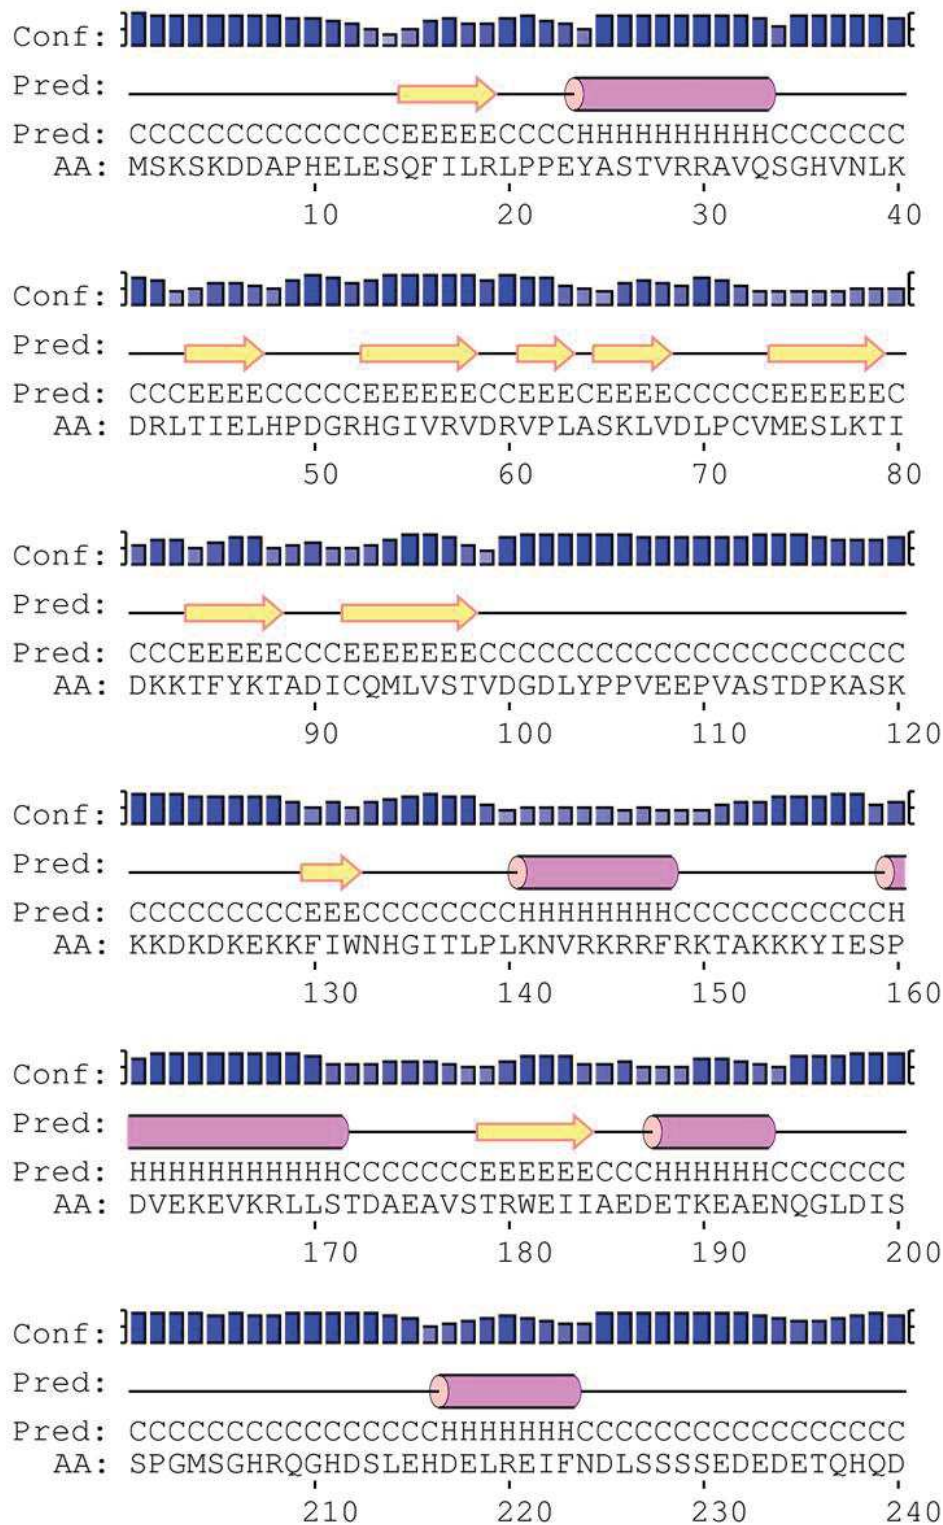 Conf:
Pred:
Pred: CCCCCCCCCCCCCCEEEEECCCCHHHHHHHHHHCCCCCCC
AA: MSKSKDDAPHELESQFILRLPPEYASTVRRAVQSGHVNLK
10 20 30 40
Conf:
Pred:
Pred: CCCEEEECCCCCEEEEEECCEEECEEEECCCCCEEEEEEC
AA: DRLTIELHPDGRHGIVRVDRVPLASKLVDLPCVMESLKTI
50 60 70 80
Conf:
Pred:
Pred: CCCEEEEECCCEEEEEEECCCCCCCCCCCCCCCCCCCCCC
AA: DKKTFYKTADICQMLVSTVDGDLYPPVEEPVASTDPKASK
90 100 110 120
Conf:
Pred:
Pred: CCCCCCCCCEEECCCCCCCCHHHHHHHHCCCCCCCCCCCH
AA: KKDKDKEKKFIWNHGITLPLKNVRKRRFRKTAKKKYIESP
130 140 150 160
Conf:
Pred:
Pred: HHHHHHHHHHHCCCCCCCEEEEEECCCHHHHHHCCCCCCC
AA: DVEKEVKRLLSTDAEAVSTRWEIIAEDETKEAENQGLDIS
170 180 190 200
Conf:
Pred:
Pred: CCCCCCCCCCCCCCCCHHHHHHHCCCCCCCCCCCCCCCCC
AA: SPGMSGHRQGHDSLEHDELREIFNDLSSSSEDEDETQHQD
210 220 230 240